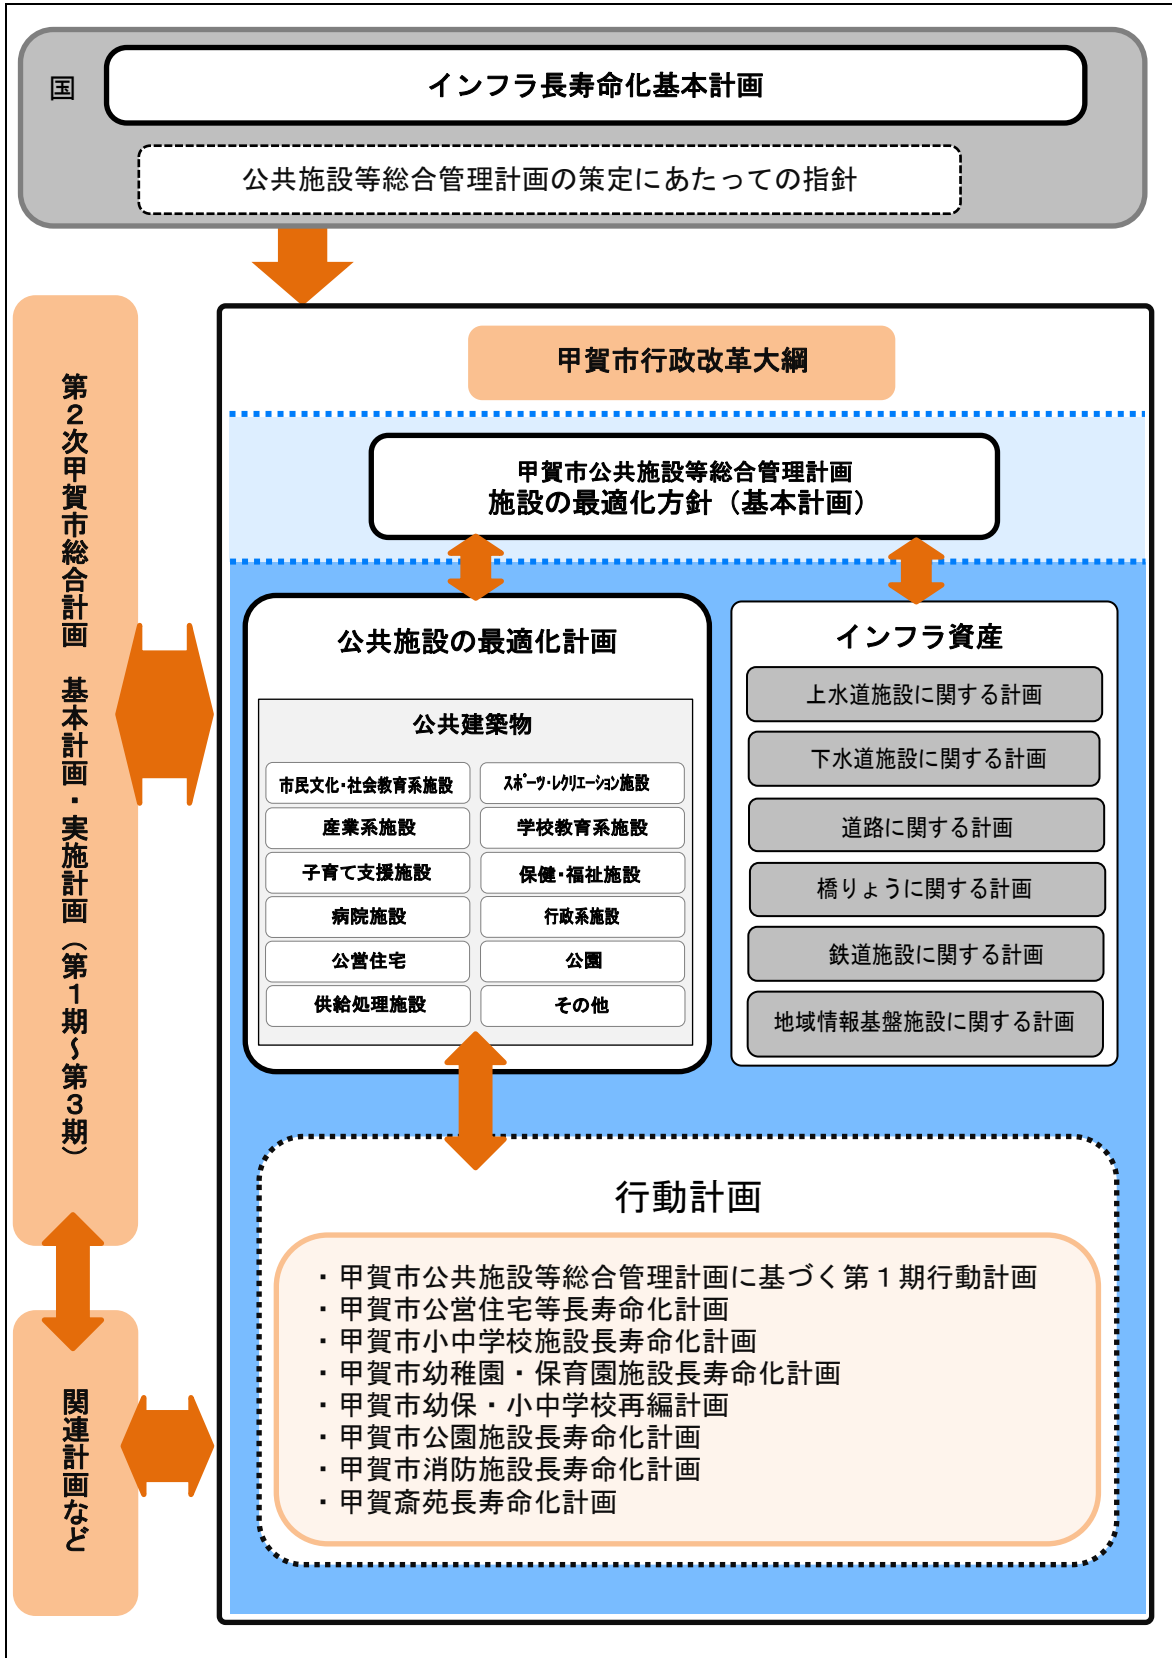 国
インフラ長寿命化基本計画
公共施設等総合管理計画の策定にあたっての指針
第２次甲賀市総合計画　基本計画・実施計画（第１期～第３期）
関連計画など
甲賀市行政改革大綱
甲賀市公共施設等総合管理計画
施設の最適化方針（基本計画）
公共施設の最適化計画
公共建築物
市民文化・社会教育系施設
スポーツ・レクリエーション施設
産業系施設
学校教育系施設
子育て支援施設
保健・福祉施設
病院施設
行政系施設
公営住宅
公園
供給処理施設
その他
インフラ資産
上水道施設に関する計画
下水道施設に関する計画
道路に関する計画
橋りょうに関する計画
鉄道施設に関する計画
地域情報基盤施設に関する計画
行動計画
・甲賀市公共施設等総合管理計画に基づく第１期行動計画
・甲賀市公営住宅等長寿命化計画
・甲賀市小中学校施設長寿命化計画
・甲賀市幼稚園・保育園施設長寿命化計画
・甲賀市幼保・小中学校再編計画
・甲賀市公園施設長寿命化計画
・甲賀市消防施設長寿命化計画
・甲賀斎苑長寿命化計画